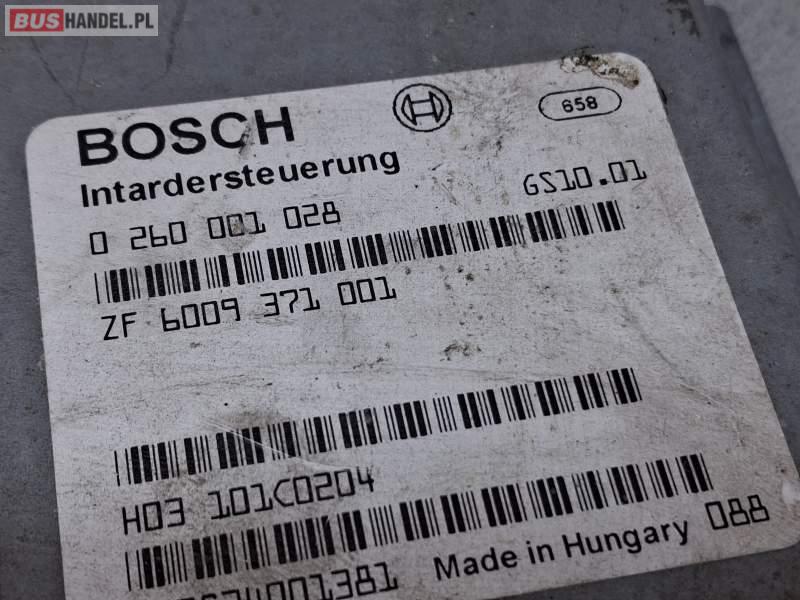 BUSHANDEL.PL
BOSCH
658
Intardersteuerung
GS10.01
0 260 001 028
ZF 6009 371 001
H03 101C0204
Made in Hungary 088